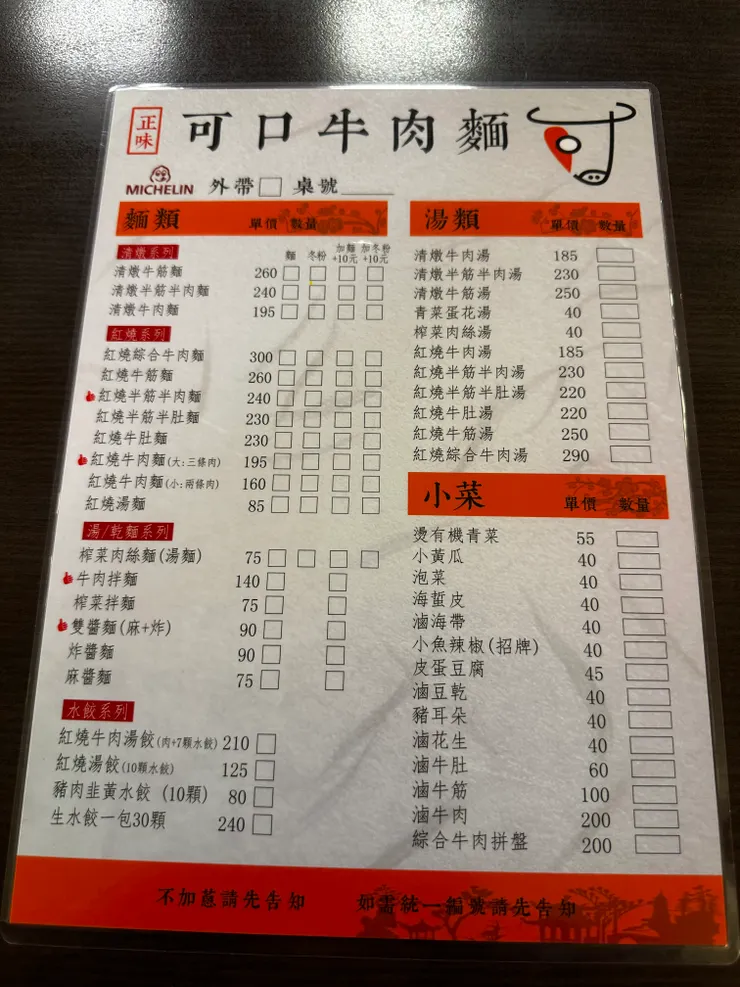 正味
可口牛肉麵
MICHELIN 外帶 桌號
麵類 單價 數量
清燉系列 麵 冬粉 加麵+10元 加冬粉+10元
清燉牛筋麵 260
清燉半筋半肉麵 240
清燉牛肉麵 195
紅燒系列
紅燒綜合牛肉麵 300
紅燒牛筋麵 260
紅燒半筋半肉麵 240
紅燒半筋半肚麵 230
紅燒牛肚麵 230
紅燒牛肉麵(大:三條肉) 195
紅燒牛肉麵(小:兩條肉) 160
紅燒湯麵 85
湯/乾麵系列
榨菜肉絲麵(湯麵) 75
牛肉拌麵 140
榨菜拌麵 75
雙醬麵(麻+炸) 90
炸醬麵 90
麻醬麵 75
水餃系列
紅燒牛肉湯餃(肉+7顆水餃) 210
紅燒湯餃(10顆水餃) 125
豬肉韭黃水餃 (10顆) 80
生水餃一包30顆 240
湯類 單價 數量
清燉牛肉湯 185
清燉半筋半肉湯 230
清燉牛筋湯 250
青菜蛋花湯 40
榨菜肉絲湯 40
紅燒牛肉湯 185
紅燒半筋半肉湯 230
紅燒半筋半肚湯 220
紅燒牛肚湯 220
紅燒牛筋湯 250
紅燒綜合牛肉湯 290
小菜 單價 數量
燙有機青菜 55
小黃瓜 40
泡菜 40
海蜇皮 40
滷海帶 40
小魚辣椒(招牌) 40
皮蛋豆腐 45
滷豆乾 40
豬耳朵 40
滷花生 40
滷牛肚 60
滷牛筋 100
滷牛肉 200
綜合牛肉拼盤 200
不加蔥請先告知 如需統一編號請先告知